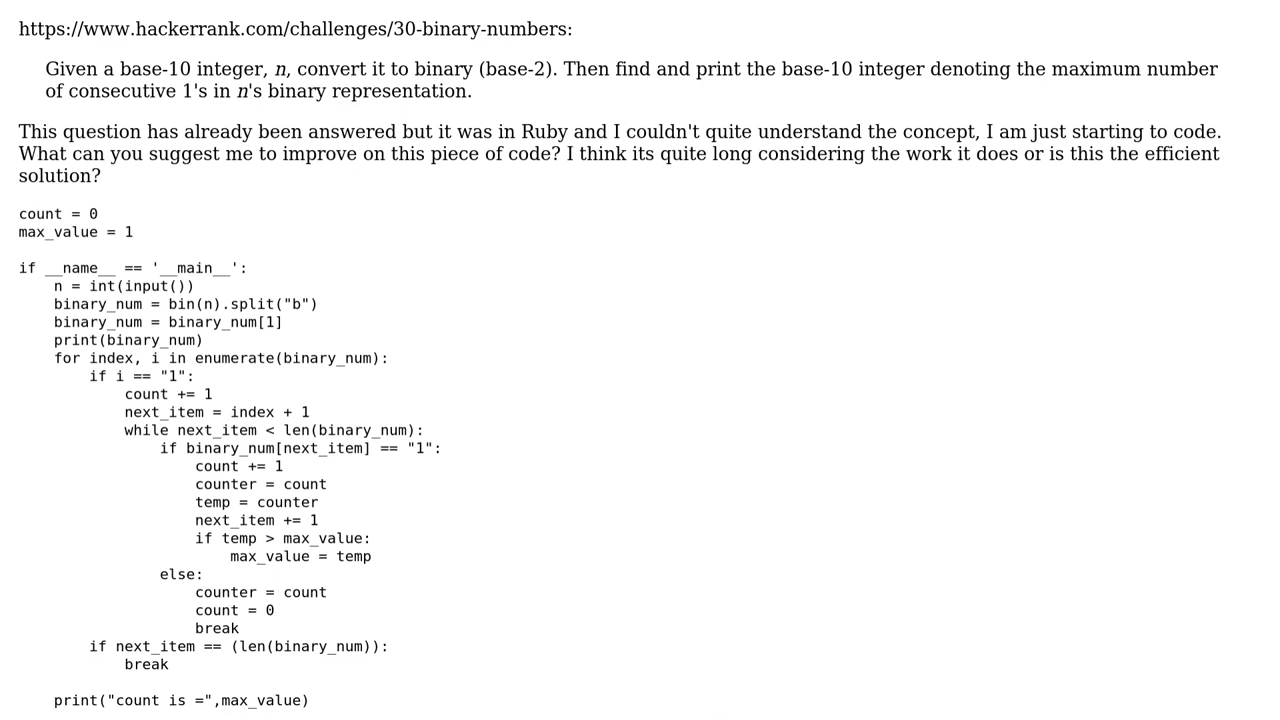 https://www.hackerrank.com/challenges/30-binary-numbers:
Given a base-10 integer, n, convert it to binary (base-2). Then find and print the base-10 integer denoting the maximum number
of consecutive 1's in n's binary representation.
This question has already been answered but it was in Ruby and I couldn't quite understand the concept, I am just starting to code.
What can you suggest me to improve on this piece of code? I think its quite long considering the work it does or is this the efficient
solution?
count = 0
max_value = 1
if __name__ == '__main__':
    n = int(input())
    binary_num = bin(n).split("b")
    binary_num = binary_num[1]
    print(binary_num)
    for index, i in enumerate(binary_num):
        if i == "1":
            count += 1
            next_item = index + 1
            while next_item < len(binary_num):
                if binary_num[next_item] == "1":
                    count += 1
                    counter = count
                    temp = counter
                    next_item += 1
                    if temp > max_value:
                        max_value = temp
                else:
                    counter = count
                    count = 0
                    break
        if next_item == (len(binary_num)):
            break
    print("count is =",max_value)